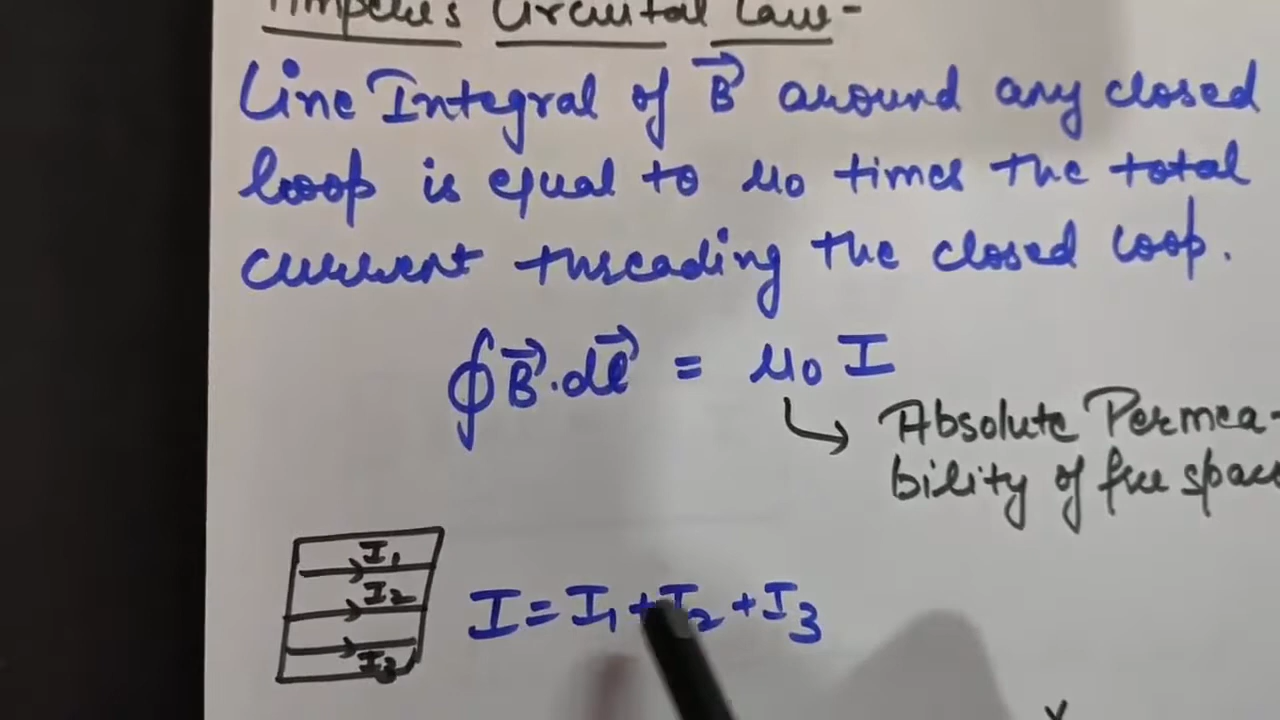 Ampere's Circuital Law-
Line Integral of B⃗ around any closed
loop is equal to μ0 times the total
current threading the closed loop.
∮B⃗.dl⃗ = μ0 I
Absolute Permea-
bility of free space
I1
I2
I = I1 + I2 + I3
I3
Y